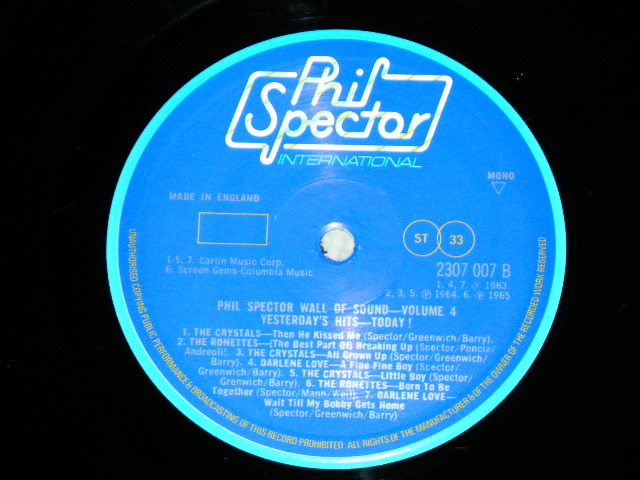 Phil
Spector
INTERNATIONAL
MADE IN ENGLAND
MONO
ST 33
1-5, 7. Carlin Music Corp.
6. Screen Gems-Columbia Music
2307 007 B
1, 4, 7. ℗ 1963.
2, 3, 5. ℗ 1964. 6. ℗ 1965
PHIL SPECTOR WALL OF SOUND—VOLUME 4
YESTERDAY'S HITS—TODAY!
1. THE CRYSTALS—Then He Kissed Me (Spector/Greenwich/Barry).
2. THE RONETTES—(The Best Part Of) Breaking Up (Spector/Poncia/
Andreoli). 3. THE CRYSTALS—All Grown Up (Spector/Greenwich/
Barry). 4. DARLENE LOVE—A Fine Fine Boy (Spector/
Greenwich/Barry). 5. THE CRYSTALS—Little Boy (Spector/
Greenwich/Barry). 6. THE RONETTES—Born To Be
Together (Spector/Mann/Weil). 7. DARLENE LOVE—
Wait Till My Bobby Gets Home
(Spector/Greenwich/Barry)
UNAUTHORISED COPYING PUBLIC PERFORMANCE & BROADCASTING OF THIS RECORD PROHIBITED. ALL RIGHTS OF THE MANUFACTURER & OF THE OWNER OF THE RECORDED WORK RESERVED